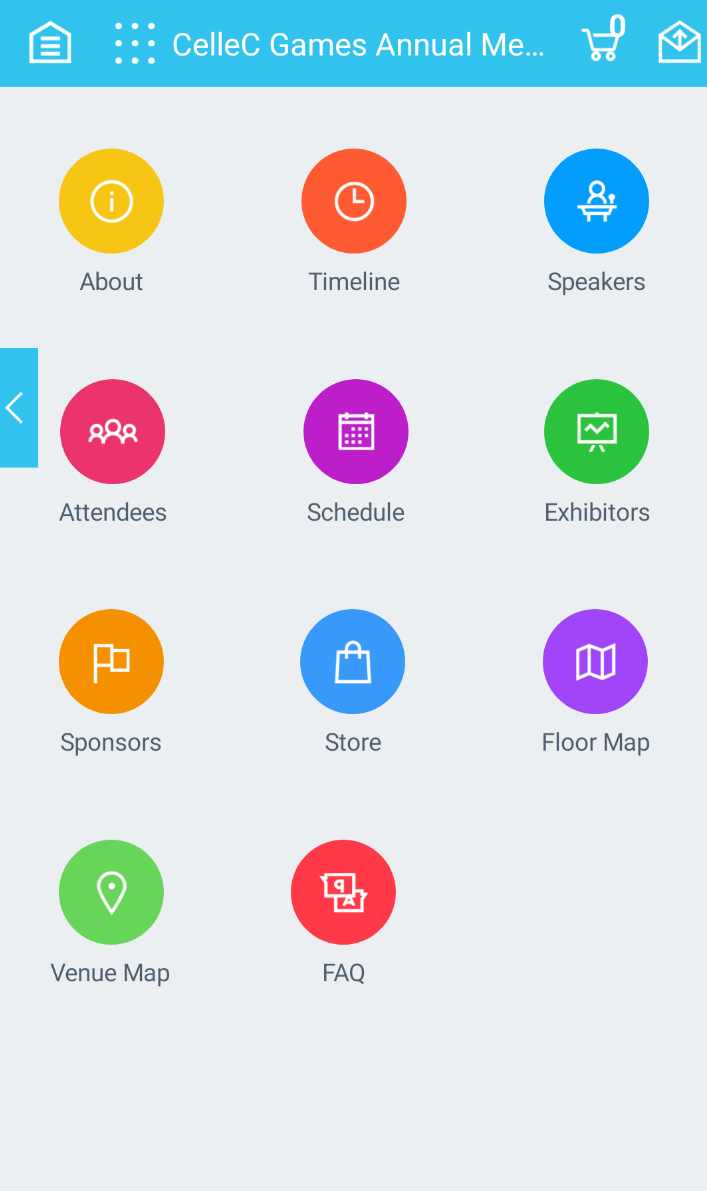 CelleC Games Annual Me...
0
About
Timeline
Speakers
Attendees
Schedule
Exhibitors
Sponsors
Store
Floor Map
Venue Map
FAQ